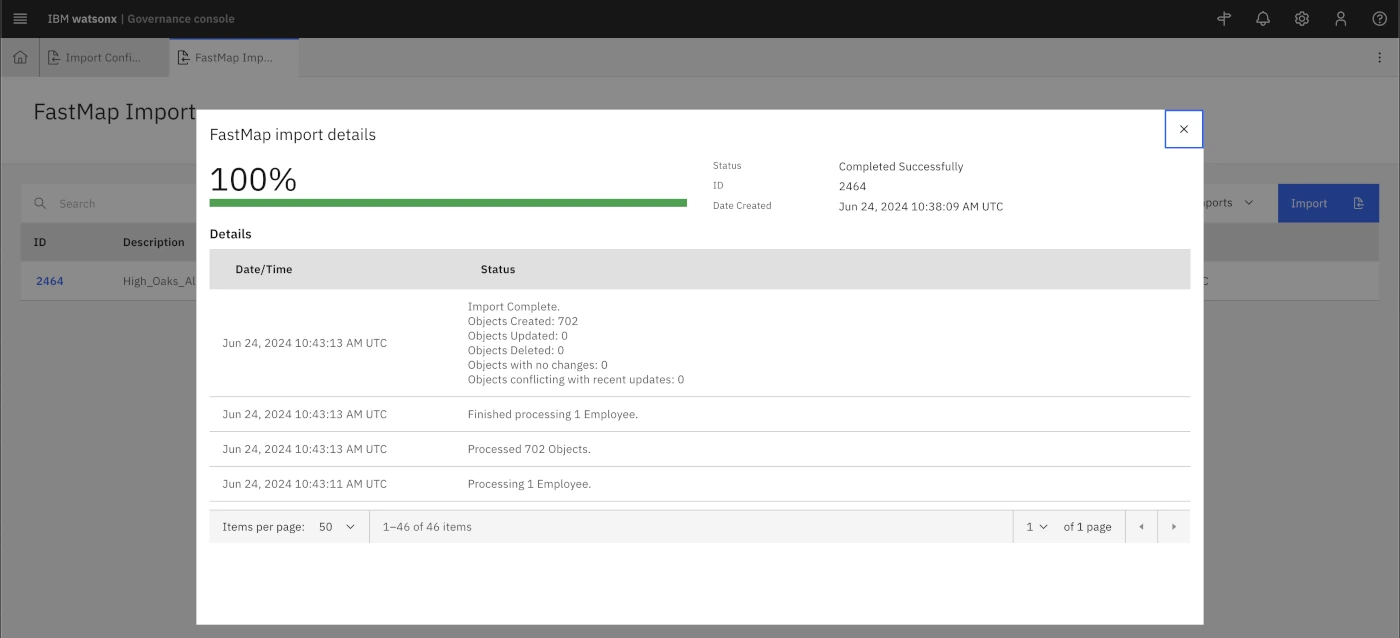 IBM watsonx | Governance console
Import Confi...
FastMap Imp...
FastMap Import
FastMap import details
100%
Status Completed Successfully
ID 2464
Date Created Jun 24, 2024 10:38:09 AM UTC
Search
Import
Details
ID Description
Date/Time Status
2464 High_Oaks_Al
Import Complete.
Objects Created: 702
Objects Updated: 0
Jun 24, 2024 10:43:13 AM UTC
Objects Deleted: 0
Objects with no changes: 0
Objects conflicting with recent updates: 0
Jun 24, 2024 10:43:13 AM UTC Finished processing 1 Employee.
Jun 24, 2024 10:43:13 AM UTC Processed 702 Objects.
Jun 24, 2024 10:43:11 AM UTC Processing 1 Employee.
Items per page: 50 1–46 of 46 items 1 of 1 page